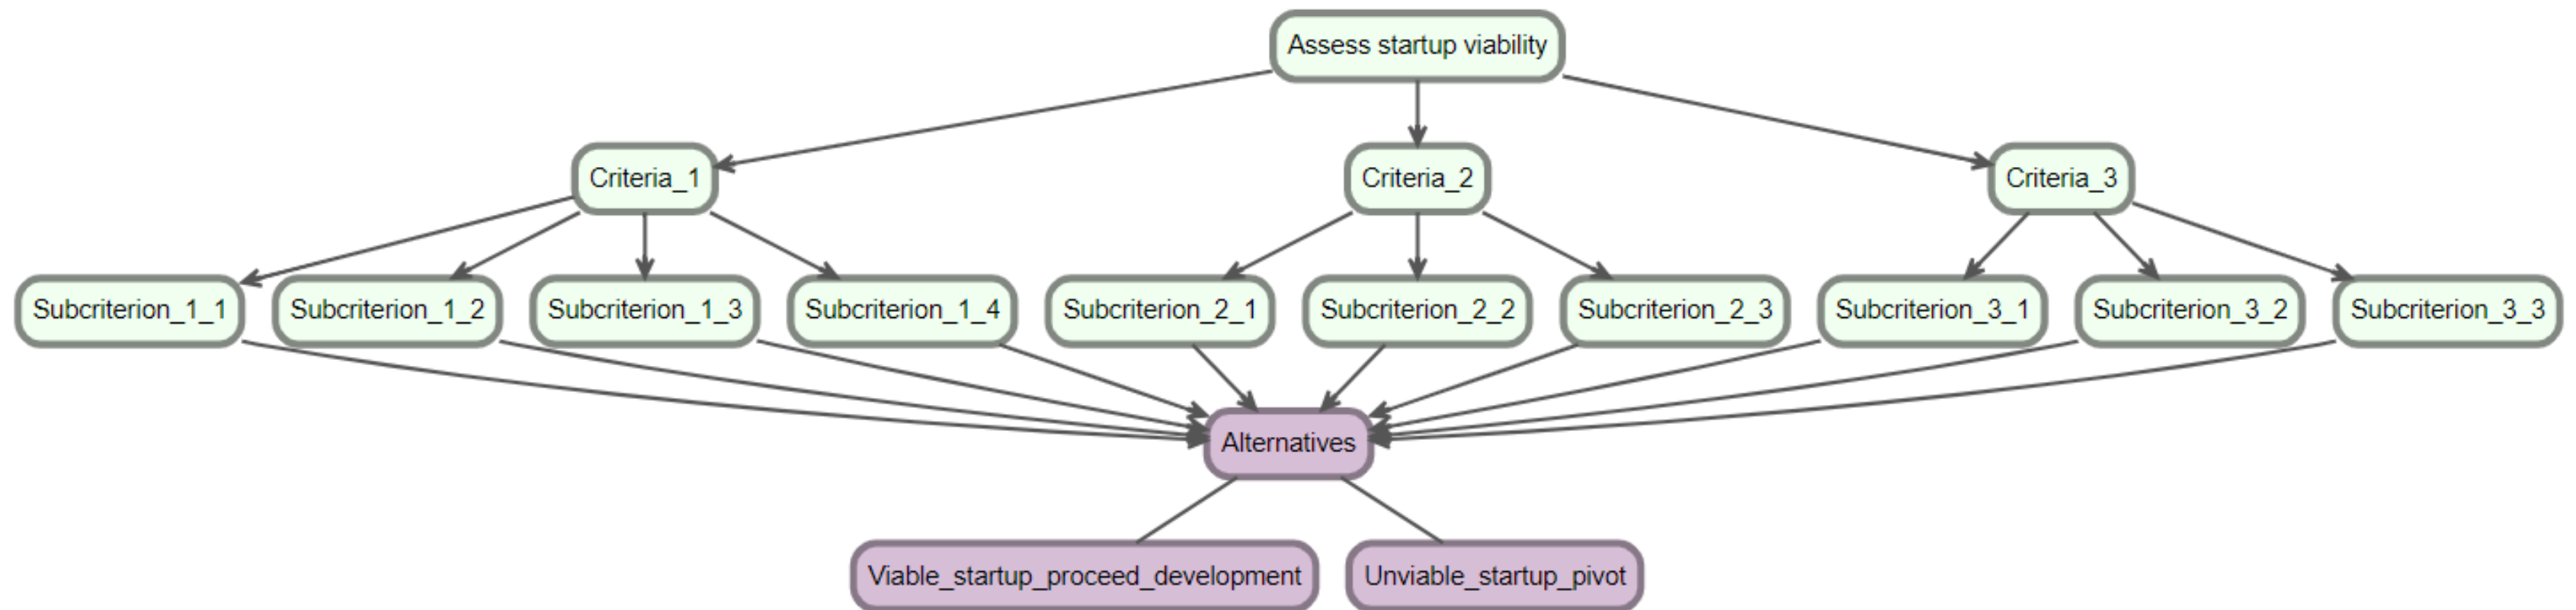 Assess startup viability
Criteria_1
Criteria_2
Criteria_3
Subcriterion_1_1
Subcriterion_1_2
Subcriterion_1_3
Subcriterion_1_4
Subcriterion_2_1
Subcriterion_2_2
Subcriterion_2_3
Subcriterion_3_1
Subcriterion_3_2
Subcriterion_3_3
Alternatives
Viable_startup_proceed_development
Unviable_startup_pivot